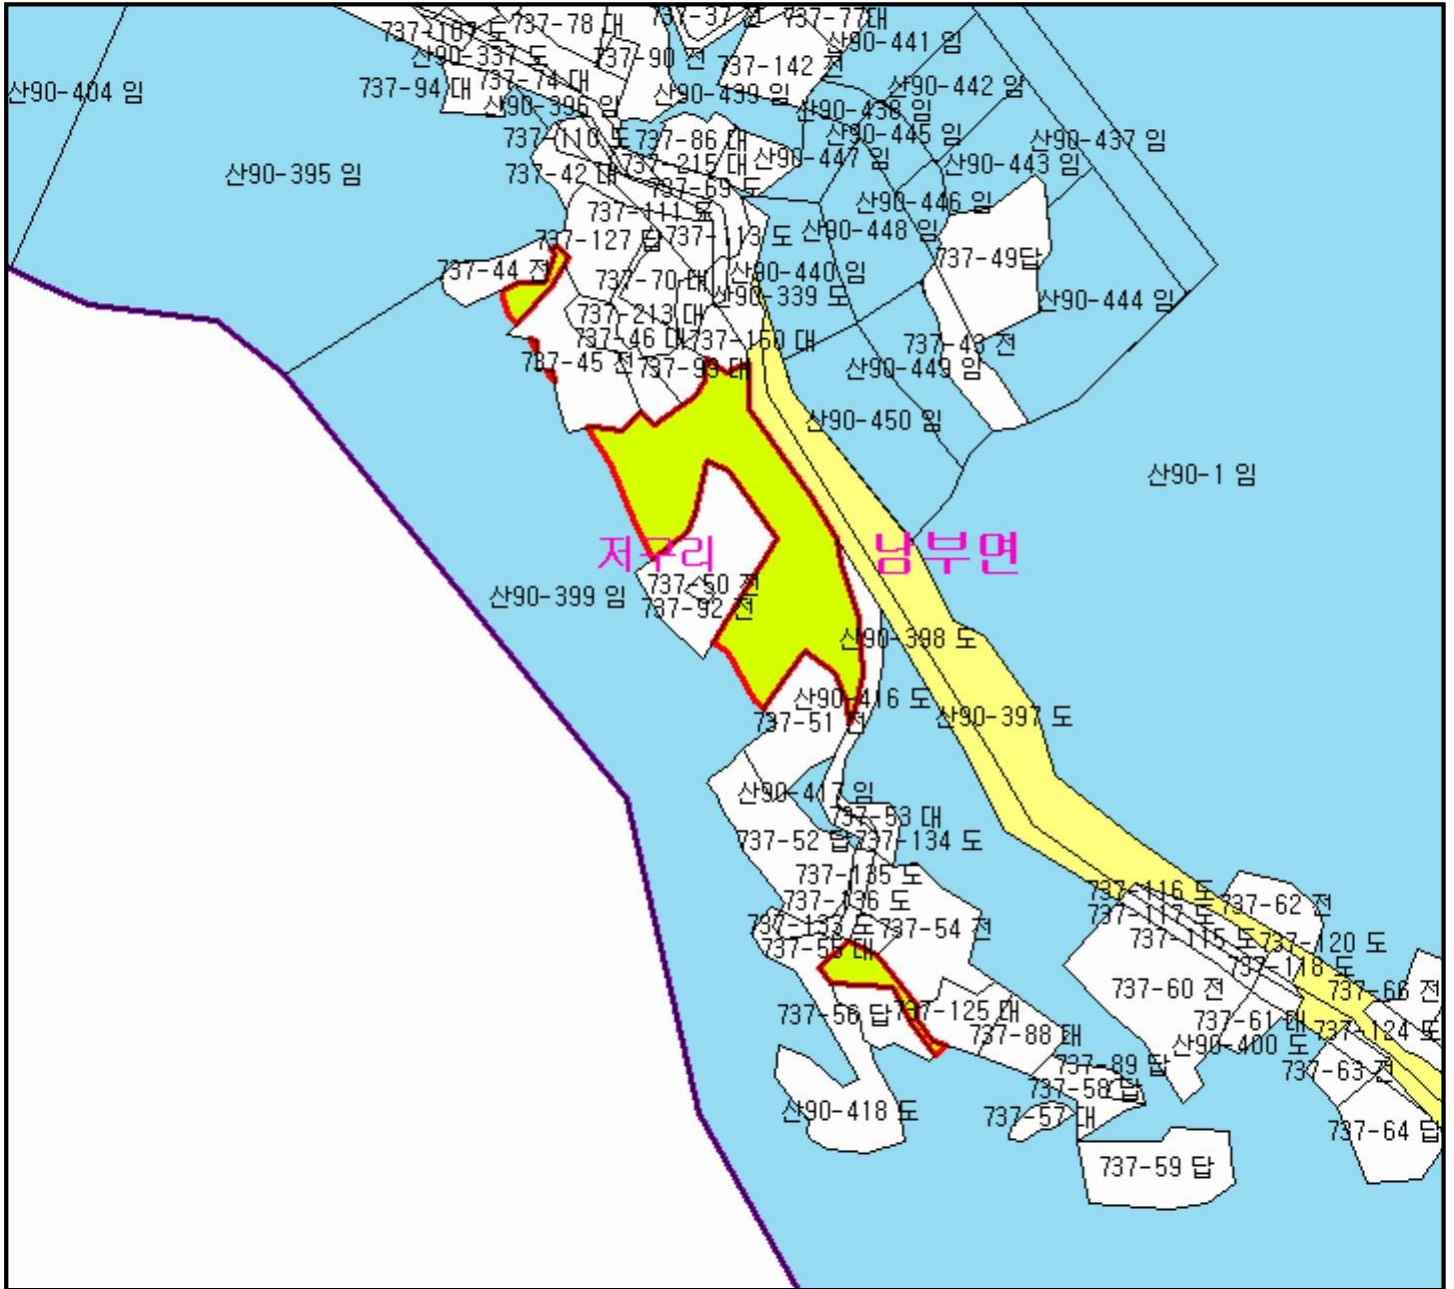 737-107 도
737-78 대
737-37 전
737-77 대
산90-337 도
737-90 전
산90-441 임
737-142 전
산90-404 임
737-94 대
737-74 대
산90-439 임
산90-442 임
산90-396 임
산90-438 임
737-110 도
737-86 대
산90-445 임
산90-437 임
산90-395 임
737-42 대
737-215 대
산90-447 임
산90-443 임
737-69 도
산90-446 임
737-111 도
737-127 답
737-113 도
산90-448 임
737-49답
737-44 전
737-70 대
산90-440 임
산90-339 도
산90-444 임
737-213 대
737-46 대
737-150 대
737-43 전
737-45 전
737-99 대
산90-449 임
산90-450 임
산90-1 임
저구리
남부면
737-50 전
산90-399 임
737-92 전
산90-398 도
산90-416 도
737-51 전
산90-397 도
산90-417 임
737-53 대
737-52 답
737-134 도
737-135 도
737-136 도
737-116 도
737-62 전
737-117 도
737-133 도
737-54 전
737-115 도
737-120 도
737-55 대
737-118 도
737-60 전
737-66 전
737-56 답
737-125 대
737-61 대
737-88 대
737-124 도
산90-400 도
737-89 답
737-63 전
737-58 답
산90-418 도
737-57 대
737-64 답
737-59 답